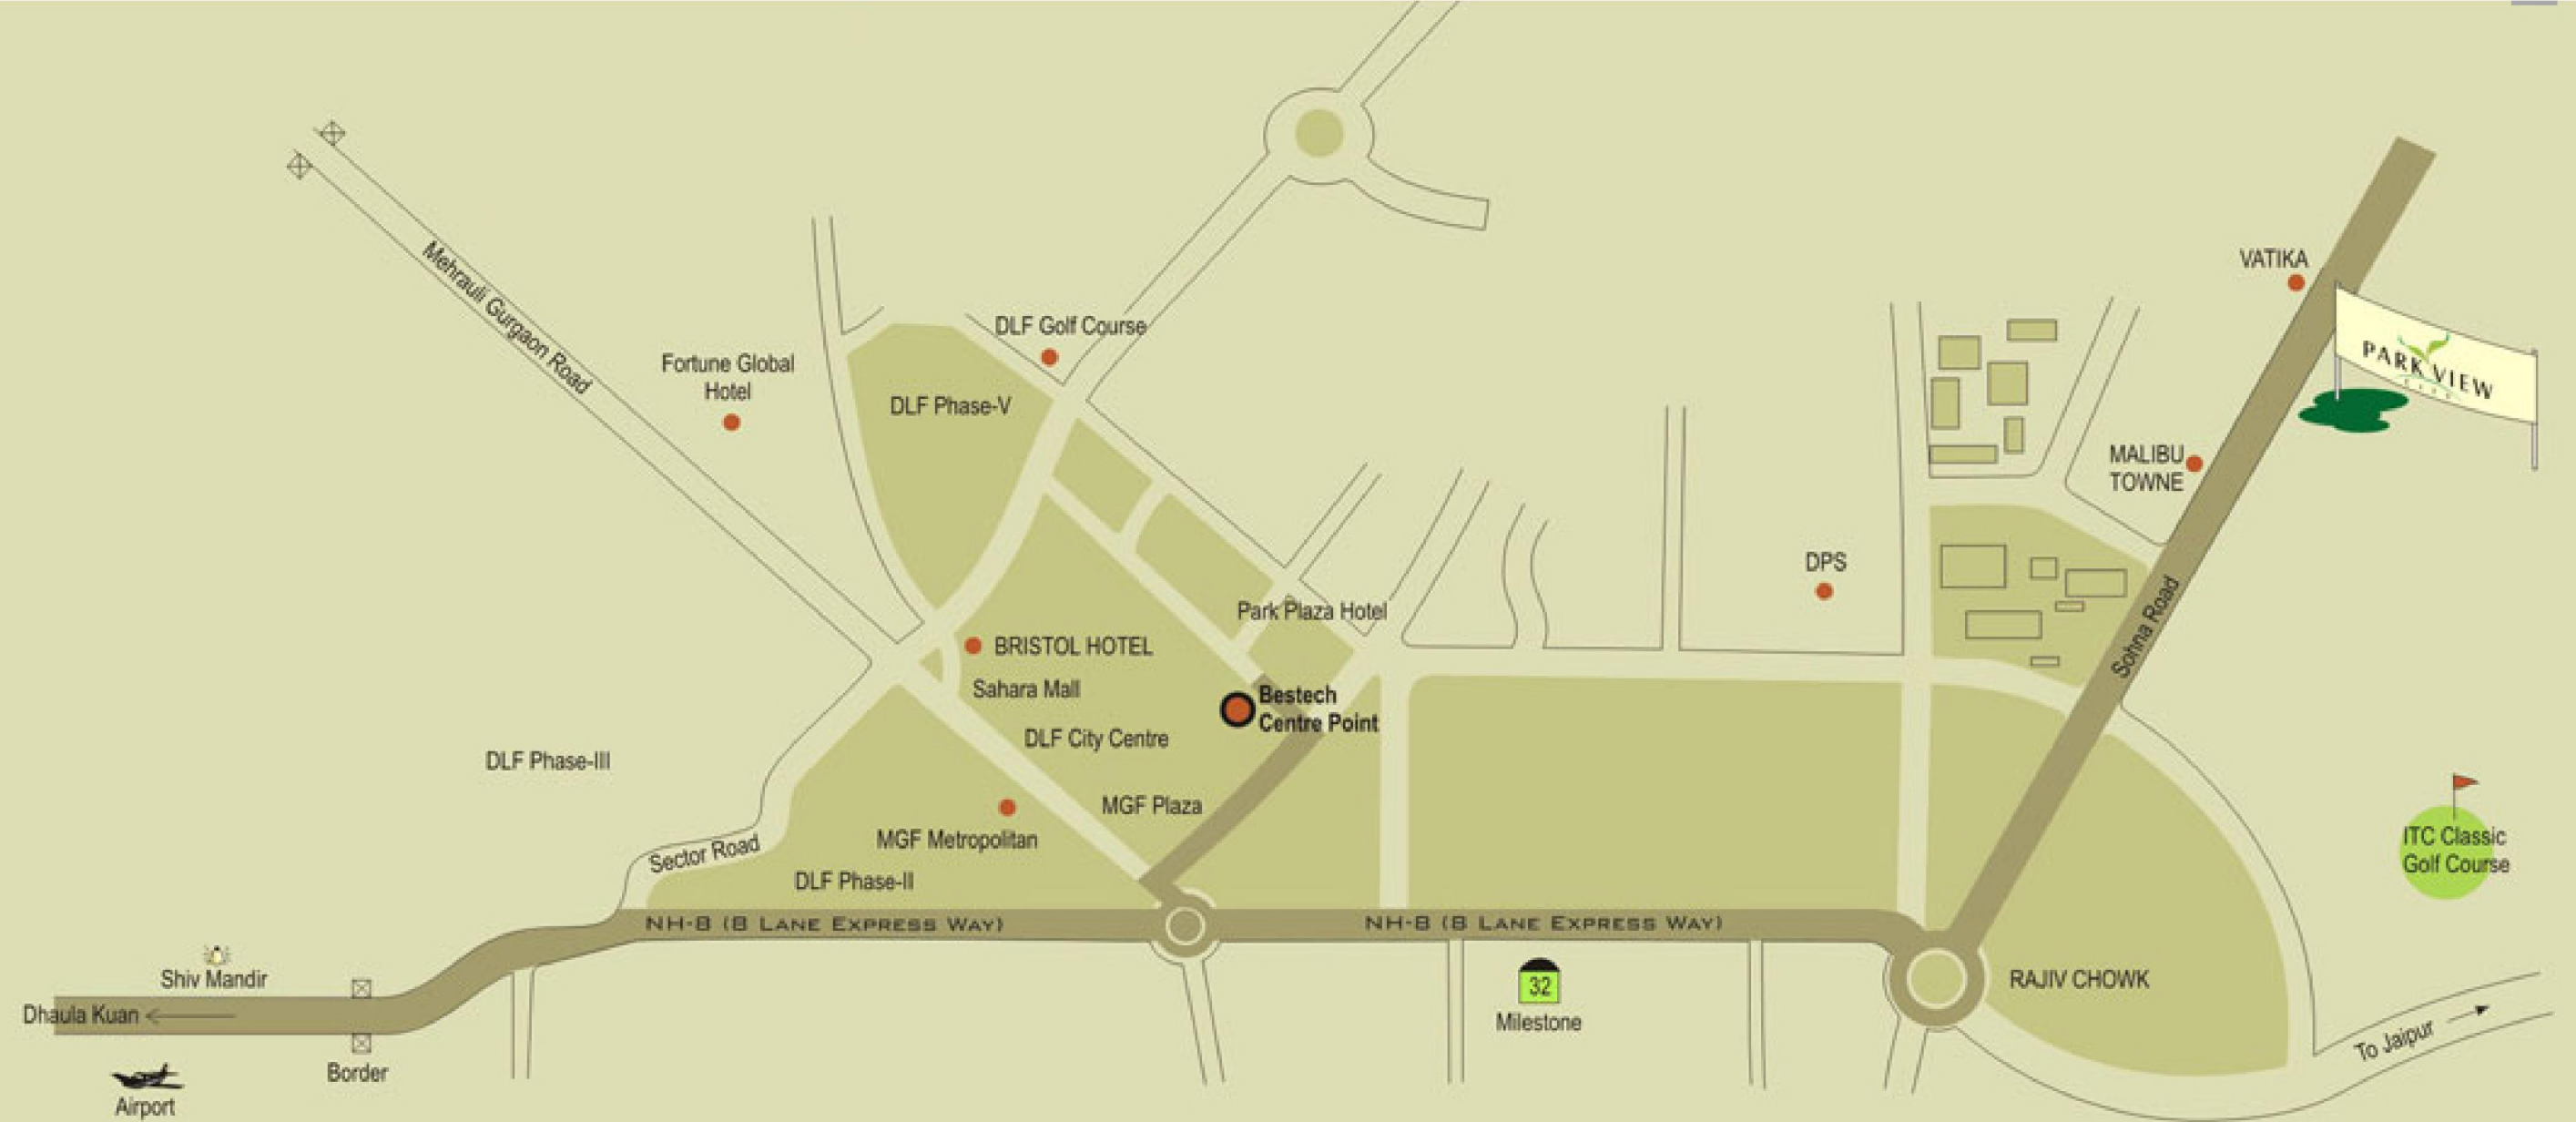 VATIKA
PARK VIEW
Mehrauli Gurgaon Road
DLF Golf Course
Fortune Global
Hotel
DLF Phase-V
MALIBU
TOWNE
DPS
Park Plaza Hotel
Sohna Road
BRISTOL HOTEL
Sahara Mall
Bestech
Centre Point
DLF City Centre
DLF Phase-III
MGF Plaza
MGF Metropolitan
Sector Road
DLF Phase-II
ITC Classic
Golf Course
NH-8 (8 LANE EXPRESS WAY)
NH-8 (8 LANE EXPRESS WAY)
Shiv Mandir
RAJIV CHOWK
32
Milestone
Dhaula Kuan
To Jaipur
Border
Airport